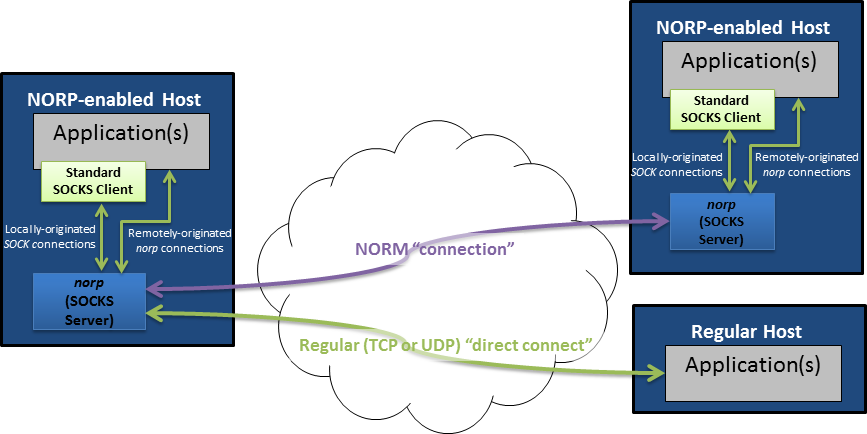 NORP-enabled Host
Application(s)
Standard
SOCKS Client
Locally-originated
SOCK connections
Remotely-originated
norp connections
norp
(SOCKS
Server)
NORM “connection”
Regular (TCP or UDP) “direct connect”
NORP-enabled Host
Application(s)
Standard
SOCKS Client
Locally-originated
SOCK connections
Remotely-originated
norp connections
norp
(SOCKS
Server)
Regular Host
Application(s)